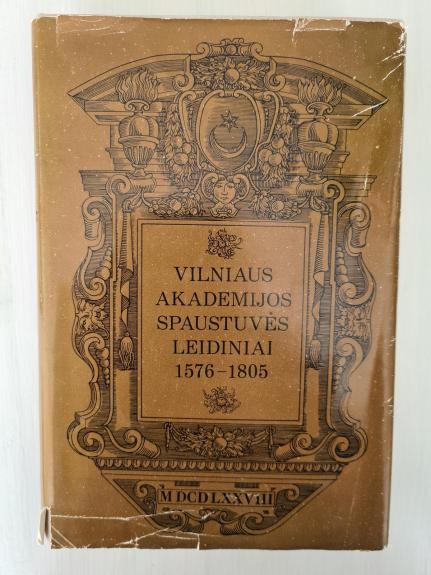 VILNIAUS
AKADEMIJOS
SPAUSTUVĖS
LEIDINIAI
1576–1805
M DCD LXXVIII